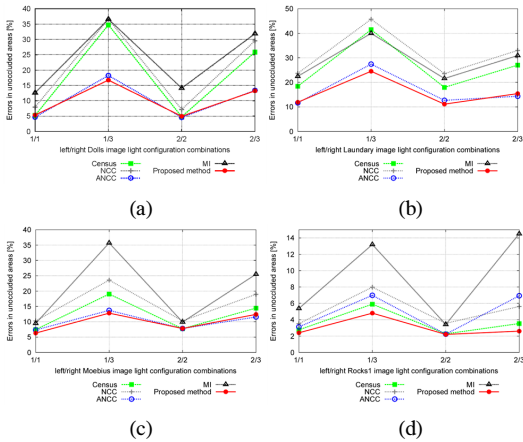 Errors in unoccluded areas [%]
40
35
30
25
20
15
10
5
0
1/1 1/3 2/2 2/3
left/right Dolls image light configuration combinations
Census MI
NCC Proposed method
ANCC
(a)
Errors in unoccluded areas [%]
50
40
30
20
10
0
1/1 1/3 2/2 2/3
left/right Laundary image light configuration combinations
Census MI
NCC Proposed method
ANCC
(b)
Errors in unoccluded areas [%]
40
35
30
25
20
15
10
5
0
1/1 1/3 2/2 2/3
left/right Moebius image light configuration combinations
Census MI
NCC Proposed method
ANCC
(c)
Errors in unoccluded areas [%]
14
12
10
8
6
4
2
0
1/1 1/3 2/2 2/3
left/right Rocks1 image light configuration combinations
Census MI
NCC Proposed method
ANCC
(d)